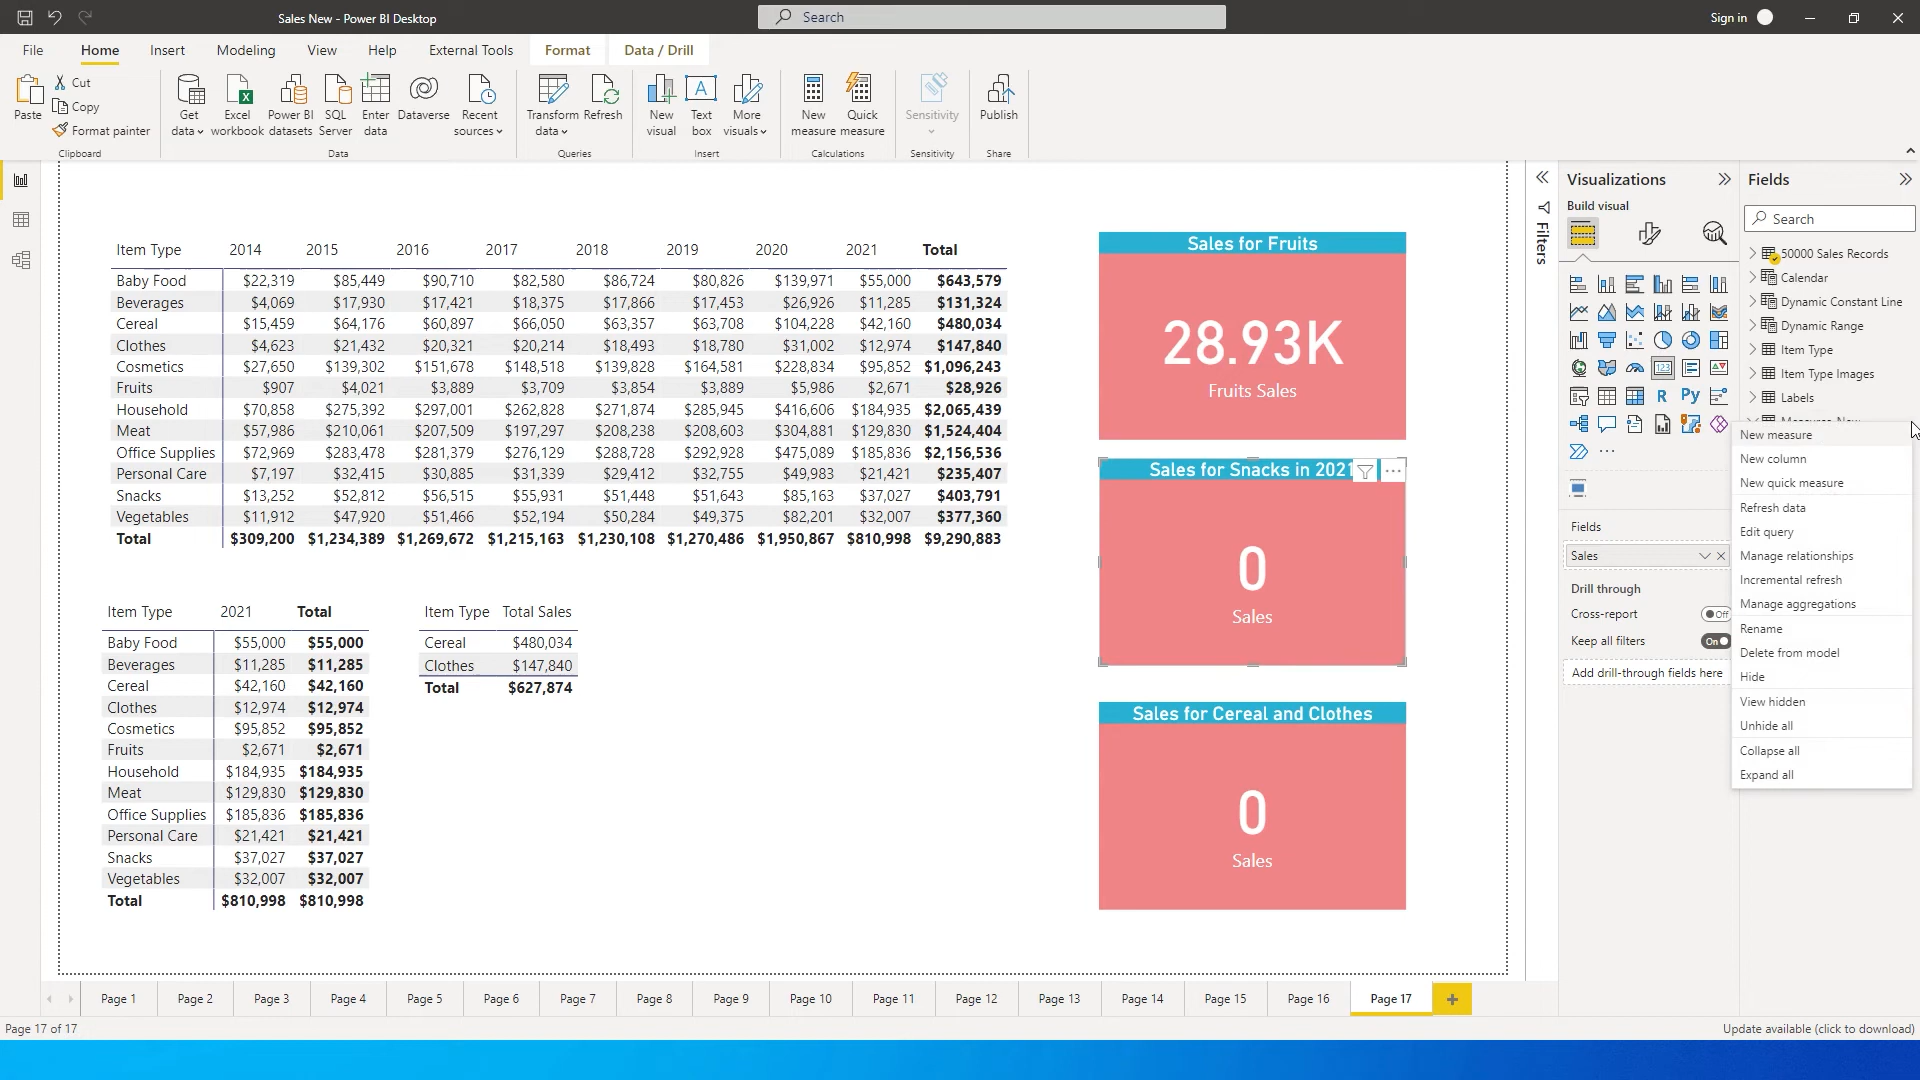 Sales New - Power BI Desktop
Search
Sign in
File Home Insert Modeling View Help External Tools Format Data / Drill
Paste
Cut
Copy
Format painter
Clipboard
Get data
Excel workbook
Power BI datasets
SQL Server
Enter data
Dataverse
Recent sources
Data
Transform data
Refresh
Queries
New visual
Text box
More visuals
Insert
New measure
Quick measure
Calculations
Sensitivity
Sensitivity
Publish
Share
Item Type 2014 2015 2016 2017 2018 2019 2020 2021 Total
Baby Food $22,319 $85,449 $90,710 $82,580 $86,724 $80,826 $139,971 $55,000 $643,579
Beverages $4,069 $17,930 $17,421 $18,375 $17,866 $17,453 $26,926 $11,285 $131,324
Cereal $15,459 $64,176 $60,897 $66,050 $63,357 $63,708 $104,228 $42,160 $480,034
Clothes $4,623 $21,432 $20,321 $20,214 $18,493 $18,780 $31,002 $12,974 $147,840
Cosmetics $27,650 $139,302 $151,678 $148,518 $139,828 $164,581 $228,834 $95,852 $1,096,243
Fruits $907 $4,021 $3,889 $3,709 $3,854 $3,889 $5,986 $2,671 $28,926
Household $70,858 $275,392 $297,001 $262,828 $271,874 $285,945 $416,606 $184,935 $2,065,439
Meat $57,986 $210,061 $207,509 $197,297 $208,238 $208,603 $304,881 $129,830 $1,524,404
Office Supplies $72,969 $283,478 $281,379 $276,129 $288,728 $292,928 $475,089 $185,836 $2,156,536
Personal Care $7,197 $32,415 $30,885 $31,339 $29,412 $32,755 $49,983 $21,421 $235,407
Snacks $13,252 $52,812 $56,515 $55,931 $51,448 $51,643 $85,163 $37,027 $403,791
Vegetables $11,912 $47,920 $51,466 $52,194 $50,284 $49,375 $82,201 $32,007 $377,360
Total $309,200 $1,234,389 $1,269,672 $1,215,163 $1,230,108 $1,270,486 $1,950,867 $810,998 $9,290,883
Item Type 2021 Total
Baby Food $55,000 $55,000
Beverages $11,285 $11,285
Cereal $42,160 $42,160
Clothes $12,974 $12,974
Cosmetics $95,852 $95,852
Fruits $2,671 $2,671
Household $184,935 $184,935
Meat $129,830 $129,830
Office Supplies $185,836 $185,836
Personal Care $21,421 $21,421
Snacks $37,027 $37,027
Vegetables $32,007 $32,007
Total $810,998 $810,998
Item Type Total Sales
Cereal $480,034
Clothes $147,840
Total $627,874
Sales for Fruits
28.93K
Fruits Sales
Sales for Snacks in 2021
0
Sales
Sales for Cereal and Clothes
0
Sales
Filters
Visualizations
Build visual
R Py
123
Fields
Sales
Drill through
Cross-report Off
Keep all filters On
Add drill-through fields here
Fields
Search
50000 Sales Records
Calendar
Dynamic Constant Line
Dynamic Range
Item Type
Item Type Images
Labels
New measure
New column
New quick measure
Refresh data
Edit query
Manage relationships
Incremental refresh
Manage aggregations
Rename
Delete from model
Hide
View hidden
Unhide all
Collapse all
Expand all
Page 1 Page 2 Page 3 Page 4 Page 5 Page 6 Page 7 Page 8 Page 9 Page 10 Page 11 Page 12 Page 13 Page 14 Page 15 Page 16 Page 17
Page 17 of 17
Update available (click to download)